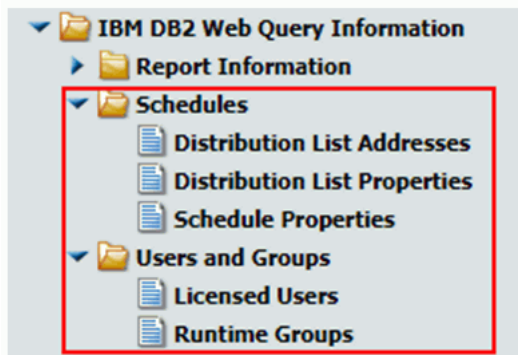 IBM DB2 Web Query Information
Report Information
Schedules
Distribution List Addresses
Distribution List Properties
Schedule Properties
Users and Groups
Licensed Users
Runtime Groups